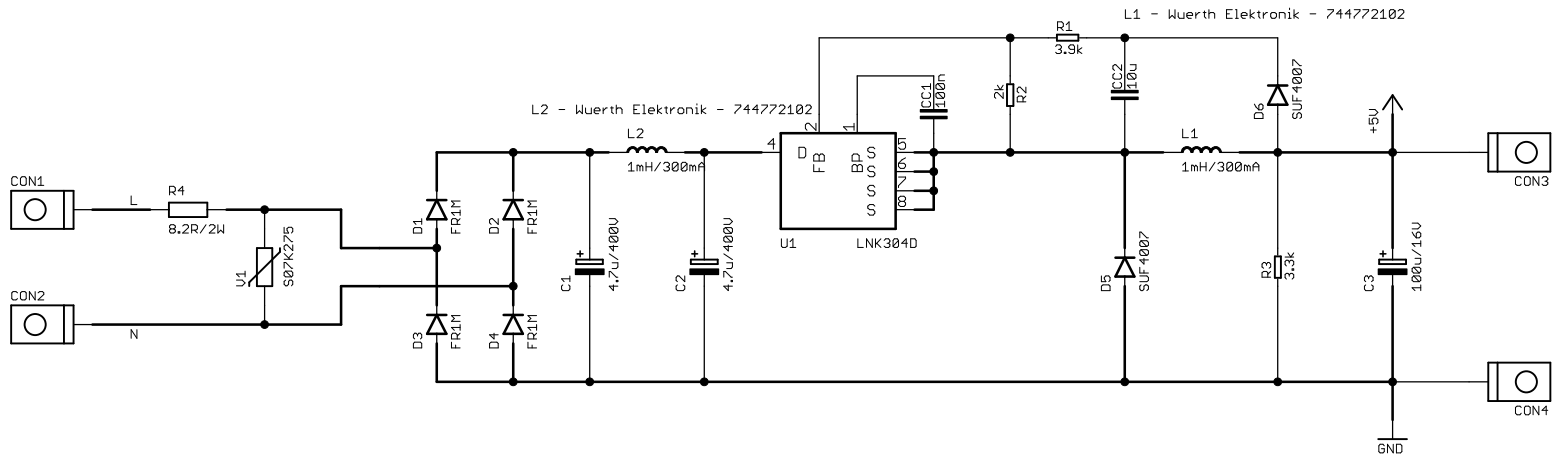 L1 - Wuerth Elektronik - 744772102
R1
3.9k
CC2
10u
D6
SUF4007
2k
R2
CC1
100n
L2 - Wuerth Elektronik - 744772102
+5V
L2
1mH/300mA
4
2
1
D
FB
BP
S
5
S
6
S
7
S
8
L1
1mH/300mA
CON3
CON1
L
R4
8.2R/2W
D1
FR1M
D2
FR1M
U1
LNK304D
V1
S07K275
C1
4.7u/400V
C2
4.7u/400V
D5
SUF4007
R3
3.3k
C3
100u/16V
CON2
N
D3
FR1M
D4
FR1M
CON4
GND